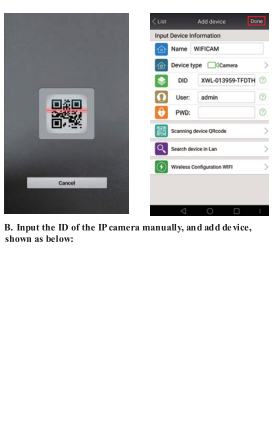 Cancel
List
Add device
Done
Input Device Information
Name WIFICAM
Device type Camera
DID XWL-013959-TFDTH
User: admin
PWD:
Scanning device QRcode
Search device in Lan
Wireless Configuration WIFI
B. Input the ID of the IP camera manually, and add device,
shown as below: